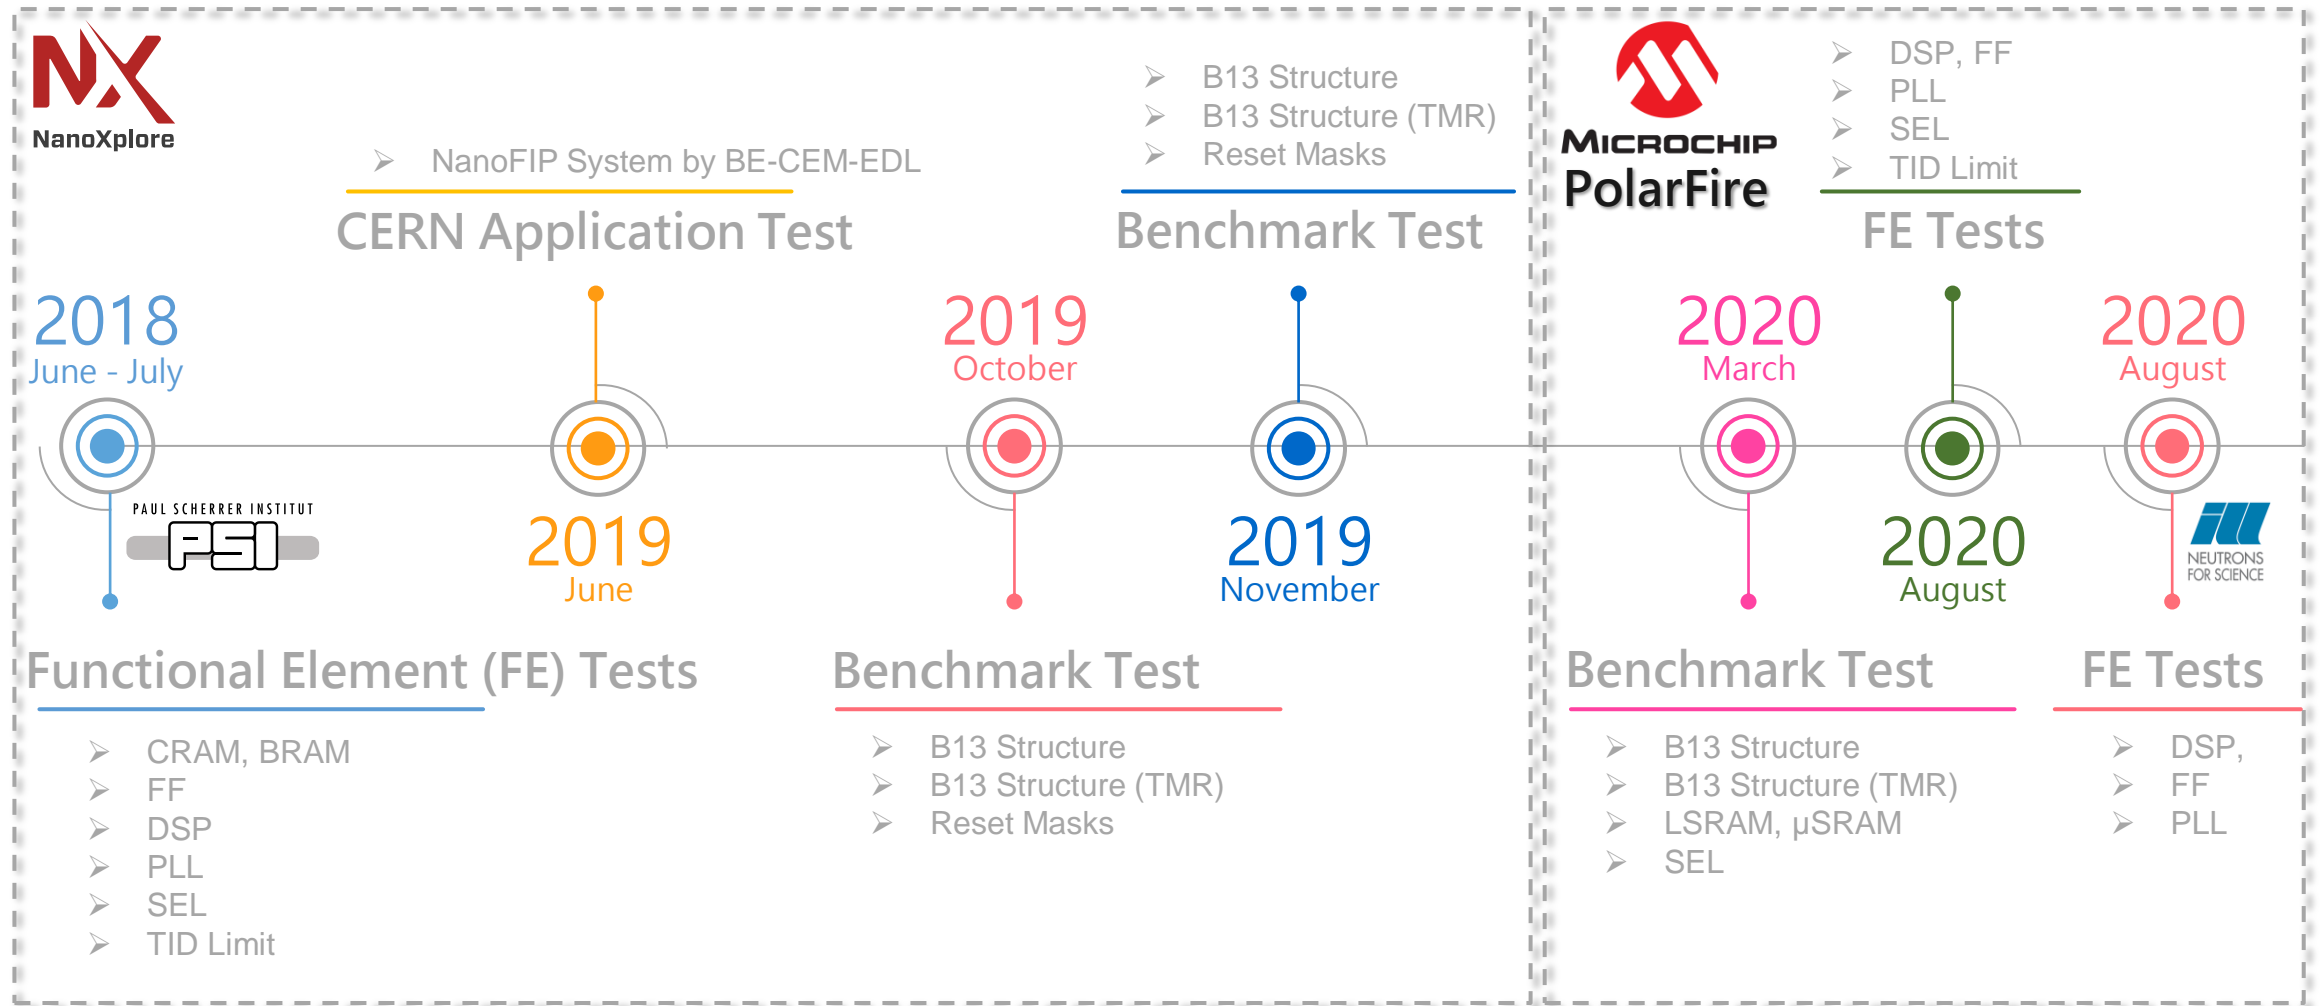 NX
NanoXplore
➢ NanoFIP System by BE-CEM-EDL
CERN Application Test
➢ B13 Structure
➢ B13 Structure (TMR)
➢ Reset Masks
Benchmark Test
MICROCHIP
PolarFire
➢ DSP, FF
➢ PLL
➢ SEL
➢ TID Limit
FE Tests
2018
June - July
2019
October
2020
March
2020
August
PAUL SCHERRER INSTITUT
PSI
2019
June
2019
November
2020
August
ill
NEUTRONS
FOR SCIENCE
Functional Element (FE) Tests
➢ CRAM, BRAM
➢ FF
➢ DSP
➢ PLL
➢ SEL
➢ TID Limit
Benchmark Test
➢ B13 Structure
➢ B13 Structure (TMR)
➢ Reset Masks
Benchmark Test
➢ B13 Structure
➢ B13 Structure (TMR)
➢ LSRAM, µSRAM
➢ SEL
FE Tests
➢ DSP,
➢ FF
➢ PLL